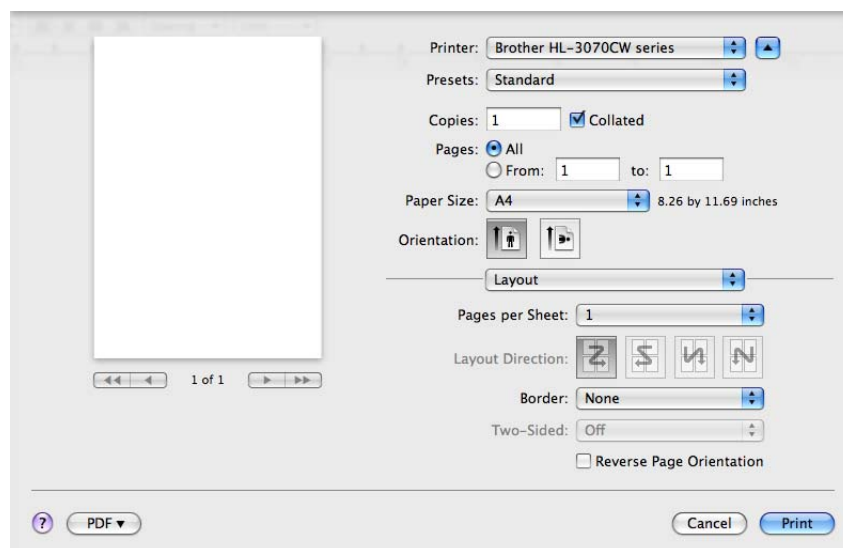 Printer: Brother HL-3070CW series
Presets: Standard
Copies: 1 Collated
Pages: All
From: 1 to: 1
Paper Size: A4 8.26 by 11.69 inches
Orientation:
Layout
Pages per Sheet: 1
Layout Direction:
1 of 1
Border: None
Two-Sided: Off
Reverse Page Orientation
? PDF▼ Cancel Print